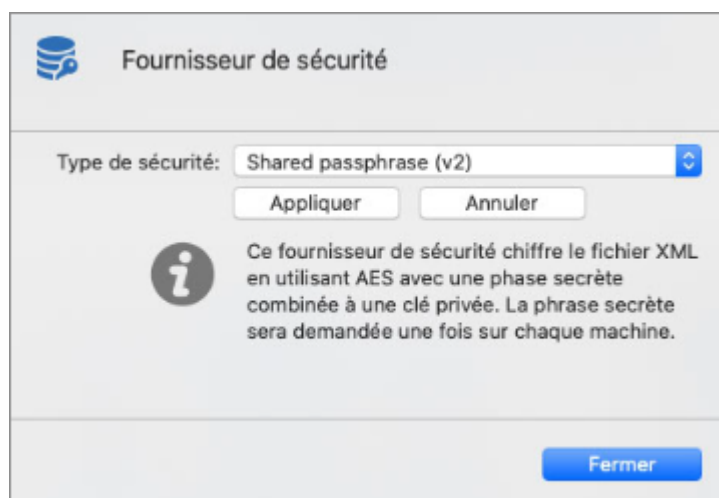 Fournisseur de sécurité
Type de sécurité: Shared passphrase (v2)
Appliquer Annuler
Ce fournisseur de sécurité chiffre le fichier XML
en utilisant AES avec une phase secrète
combinée à une clé privée. La phrase secrète
sera demandée une fois sur chaque machine.
Fermer